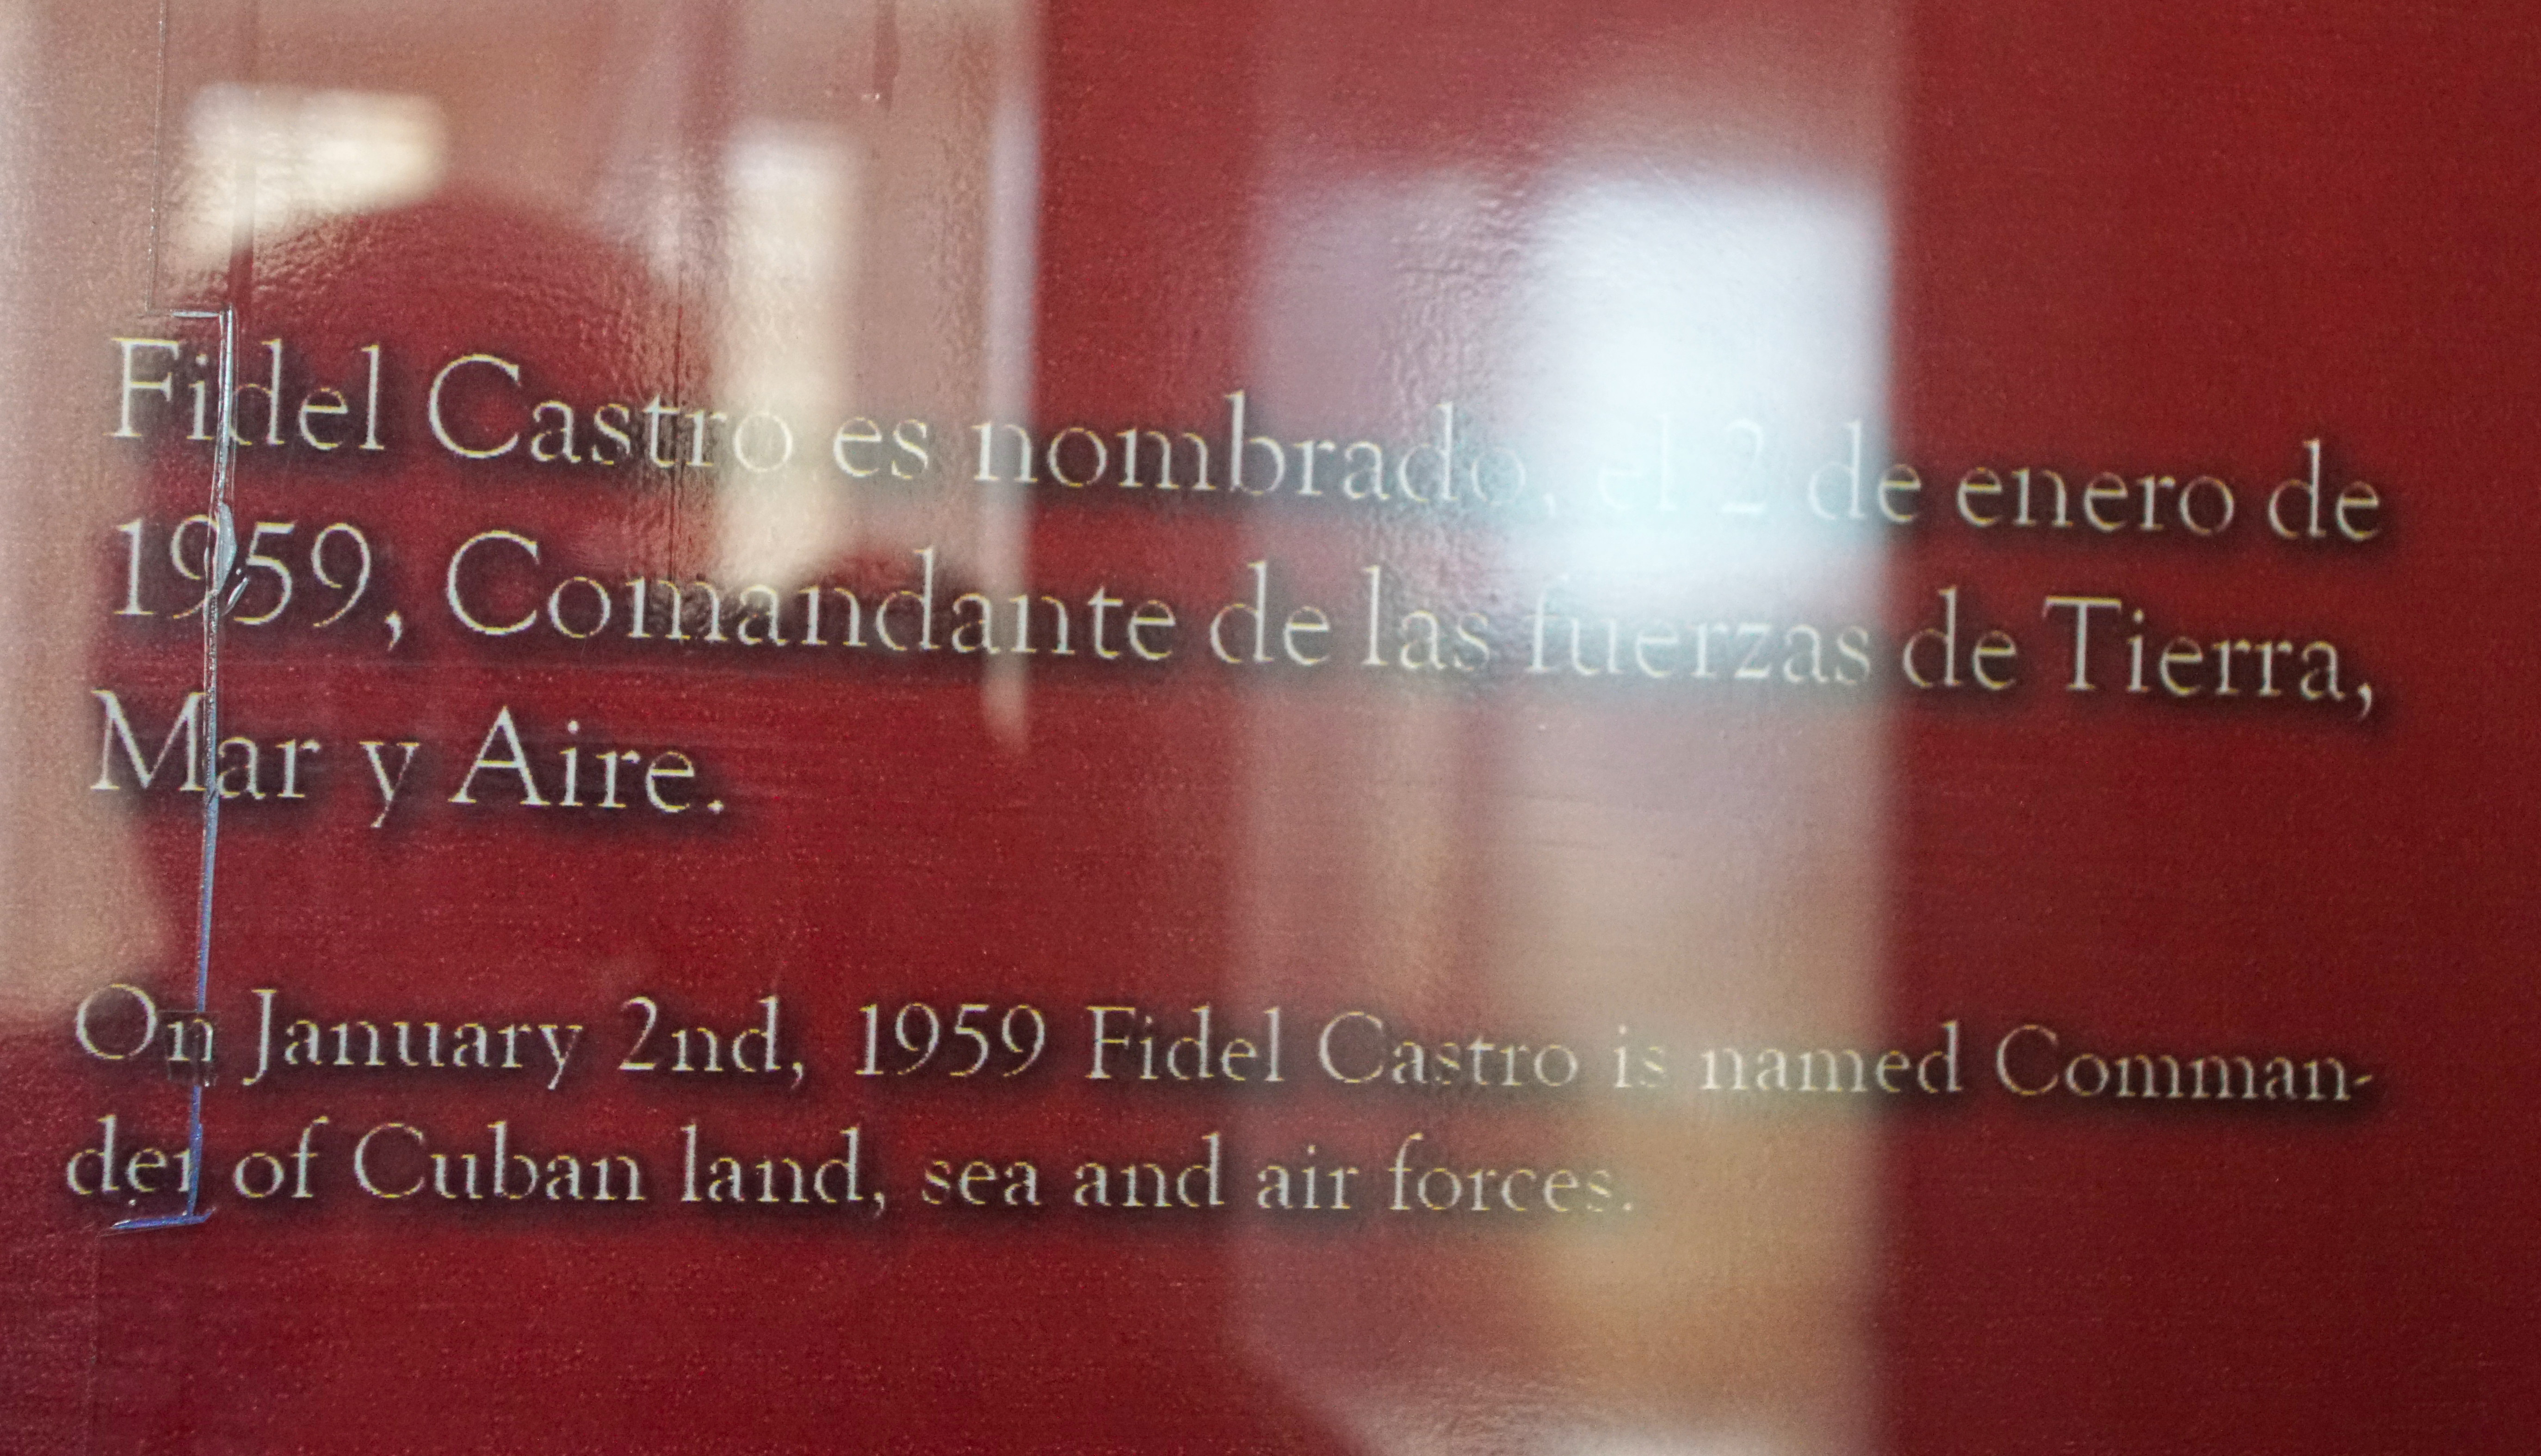 Fidel Castro es nombrado, el 2 de enero de
1959, Comandante de las fuerzas de Tierra,
Mar y Aire.
On January 2nd, 1959 Fidel Castro is named Comman-
der of Cuban land, sea and air forces.